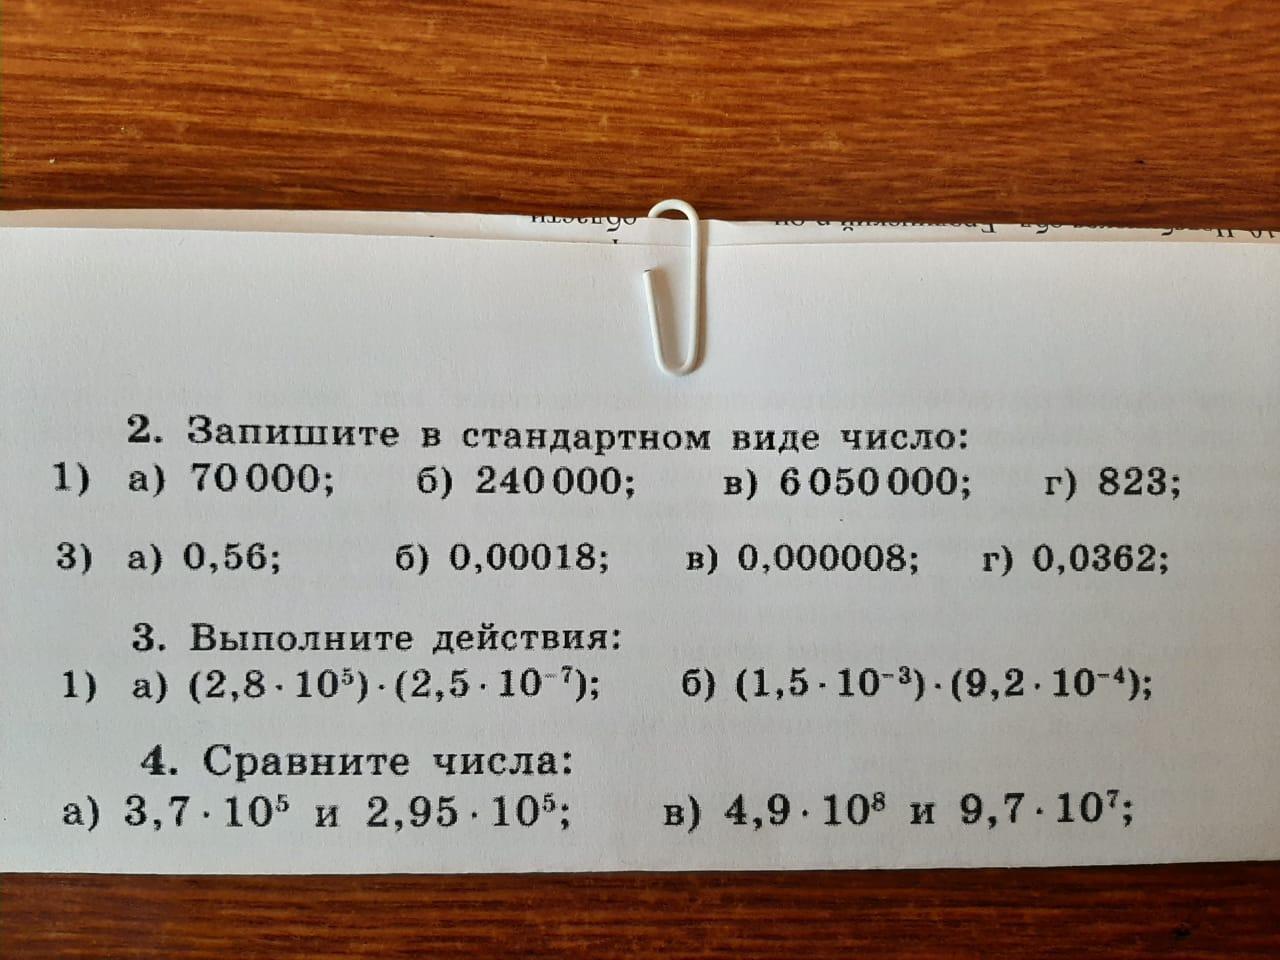 области
2. Запишите в стандартном виде число:
1) а) 70 000; б) 240 000; в) 6 050 000; г) 823;
3) а) 0,56; б) 0,00018; в) 0,000008; г) 0,0362;
3. Выполните действия:
1) а) (2,8 · 10⁵) · (2,5 · 10⁻⁷); б) (1,5 · 10⁻³) · (9,2 · 10⁻⁴);
4. Сравните числа:
а) 3,7 · 10⁵ и 2,95 · 10⁵; в) 4,9 · 10⁸ и 9,7 · 10⁷;